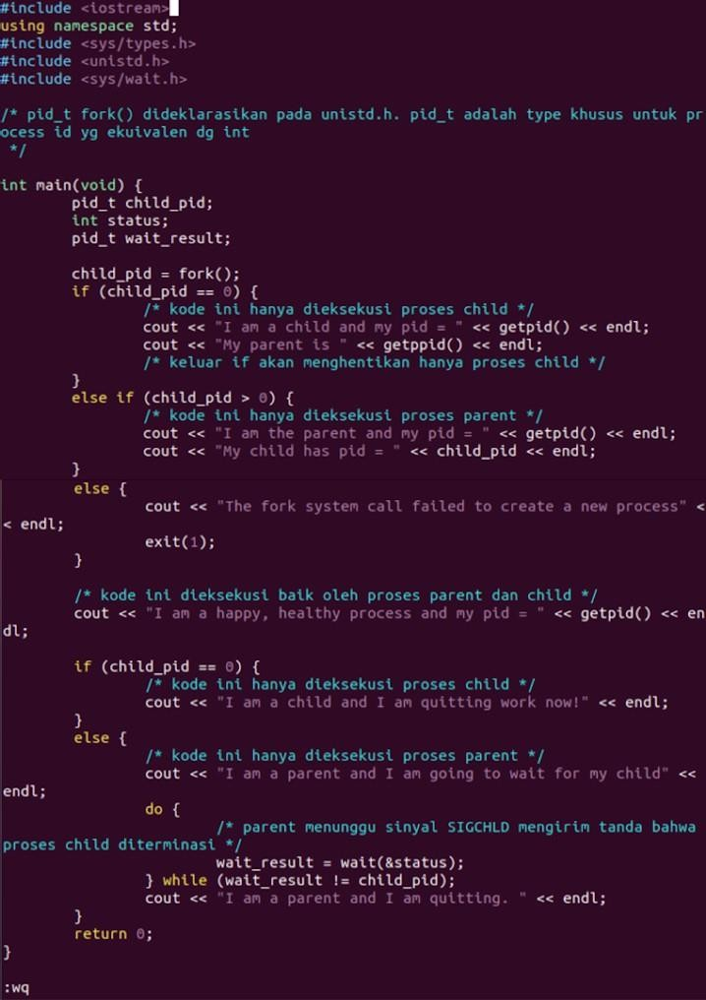 #include <iostream>
using namespace std;
#include <sys/types.h>
#include <unistd.h>
#include <sys/wait.h>

/* pid_t fork() dideklarasikan pada unistd.h. pid_t adalah type khusus untuk pr
ocess id yg ekuivalen dg int
 */

int main(void) {
        pid_t child_pid;
        int status;
        pid_t wait_result;

        child_pid = fork();
        if (child_pid == 0) {
                /* kode ini hanya dieksekusi proses child */
                cout << "I am a child and my pid = " << getpid() << endl;
                cout << "My parent is " << getppid() << endl;
                /* keluar if akan menghentikan hanya proses child */
        }
        else if (child_pid > 0) {
                /* kode ini hanya dieksekusi proses parent */
                cout << "I am the parent and my pid = " << getpid() << endl;
                cout << "My child has pid = " << child_pid << endl;
        }
        else {
                cout << "The fork system call failed to create a new process" <
< endl;
                exit(1);
        }

        /* kode ini dieksekusi baik oleh proses parent dan child */
        cout << "I am a happy, healthy process and my pid = " << getpid() << en
dl;

        if (child_pid == 0) {
                /* kode ini hanya dieksekusi proses child */
                cout << "I am a child and I am quitting work now!" << endl;
        }
        else {
                /* kode ini hanya dieksekusi proses parent */
                cout << "I am a parent and I am going to wait for my child" <<
endl;
                do {
                        /* parent menunggu sinyal SIGCHLD mengirim tanda bahwa
proses child diterminasi */
                        wait_result = wait(&status);
                } while (wait_result != child_pid);
                cout << "I am a parent and I am quitting. " << endl;
        }
        return 0;
}

:wq